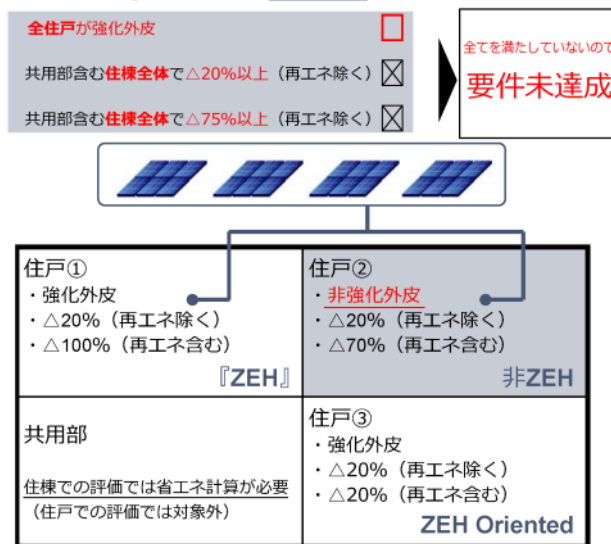 全住戸が強化外皮
共用部含む住棟全体で△20%以上（再エネ除く）
共用部含む住棟全体で△75%以上（再エネ除く）
全てを満たしていないので
要件未達成
住戸①
・強化外皮
・△20%（再エネ除く）
・△100%（再エネ含む）
『ZEH』
住戸②
・非強化外皮
・△20%（再エネ除く）
・△70%（再エネ含む）
非ZEH
共用部
住棟での評価では省エネ計算が必要
（住戸での評価では対象外）
住戸③
・強化外皮
・△20%（再エネ除く）
・△20%（再エネ含む）
ZEH Oriented